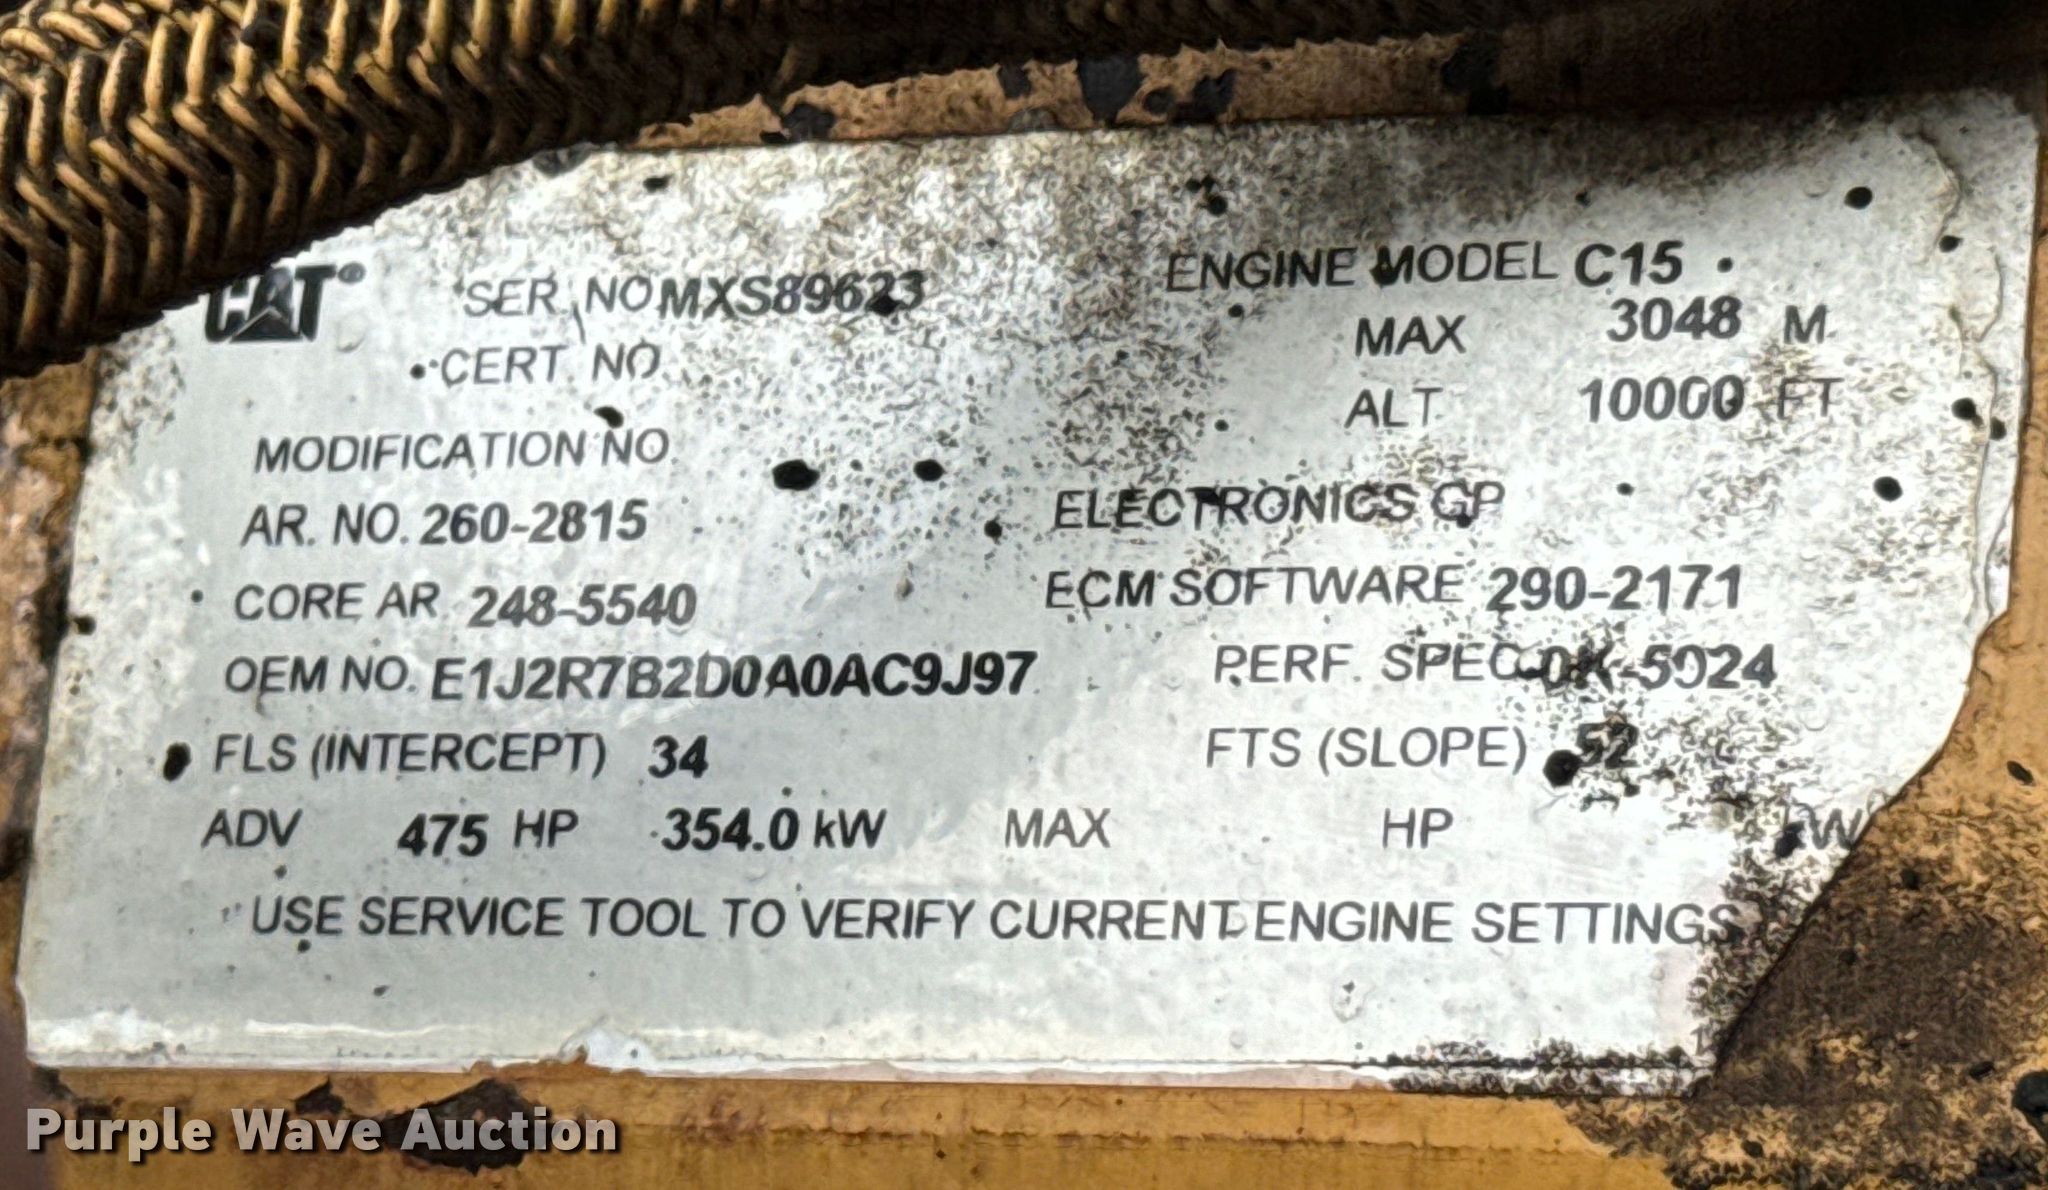 CAT® SER NO MXS89623 ENGINE MODEL C15
CERT NO MAX 3048 M
ALT 10000 FT
MODIFICATION NO
AR. NO. 260-2815 ELECTRONICS GP
CORE AR 248-5540 ECM SOFTWARE 290-2171
OEM NO. E1J2R7B2D0A0AC9J97 PERF. SPEC
FLS (INTERCEPT) 34 FTS (SLOPE) 52
ADV 475 HP 354.0 kW MAX HP kW
USE SERVICE TOOL TO VERIFY CURRENT ENGINE SETTINGS
Purple Wave Auction